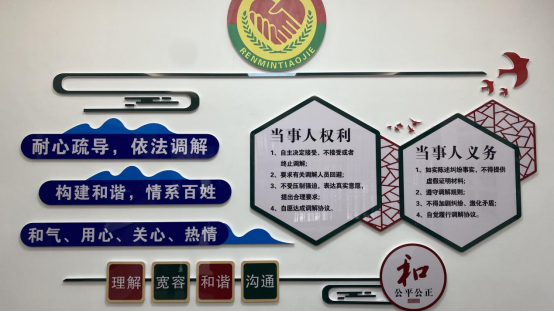 RENMINTIAOJIE
耐心疏导，依法调解
构建和谐，情系百姓
和气、用心、关心、热情
理解 宽容 和谐 沟通
当事人权利
1、自主决定接受、不接受或者
终止调解；
2、要求有关调解人员回避；
3、不受压制强迫，表达真实意愿，
提出合理要求；
4、自愿达成调解协议。
当事人义务
1、如实陈述纠纷事实，不得提供
虚假证明材料；
2、遵守调解规则；
3、不得加剧纠纷、激化矛盾；
4、自觉履行调解协议。
和
公平公正